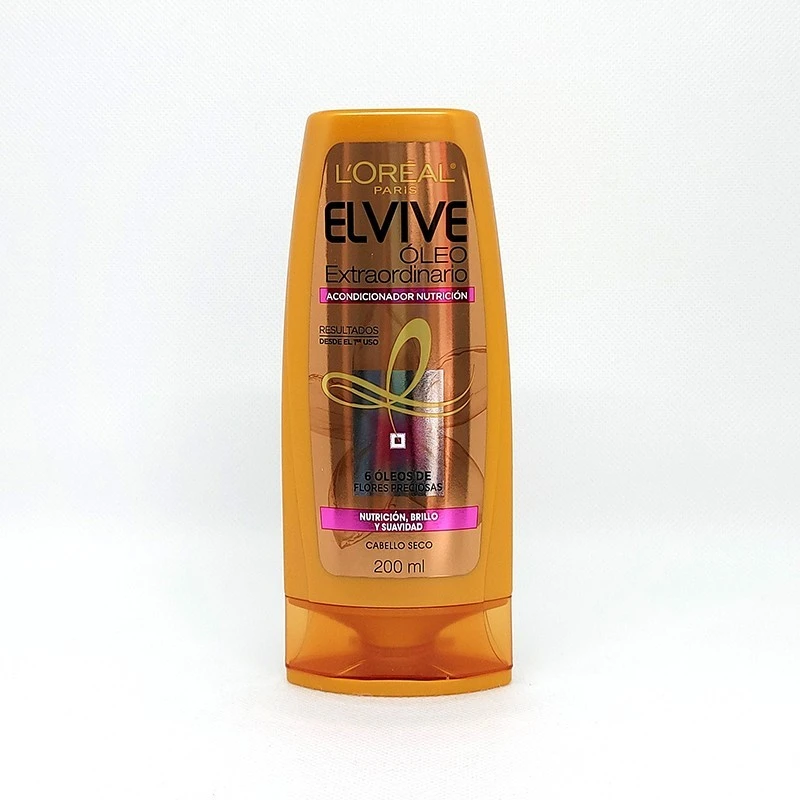 L'ORÉAL®
PARIS
ELVIVE
ÓLEO
Extraordinario
ACONDICIONADOR NUTRICIÓN
RESULTADOS
DESDE EL 1ER USO
6 ÓLEOS DE
FLORES PRECIOSAS
NUTRICIÓN, BRILLO
Y SUAVIDAD
CABELLO SECO
200 ml